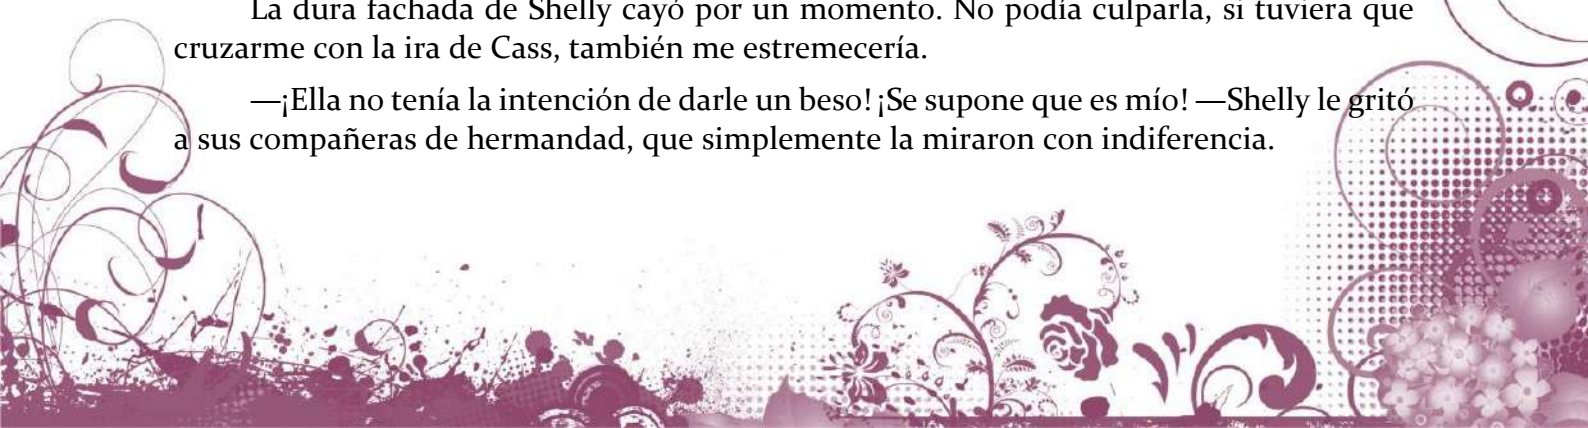 La dura fachada de Shelly cayó por un momento. No podía culparla, si tuviera que
cruzarme con la ira de Cass, también me estremecería.
—¡Ella no tenía la intención de darle un beso! ¡Se supone que es mío! —Shelly le gritó
a sus compañeras de hermandad, que simplemente la miraron con indiferencia.